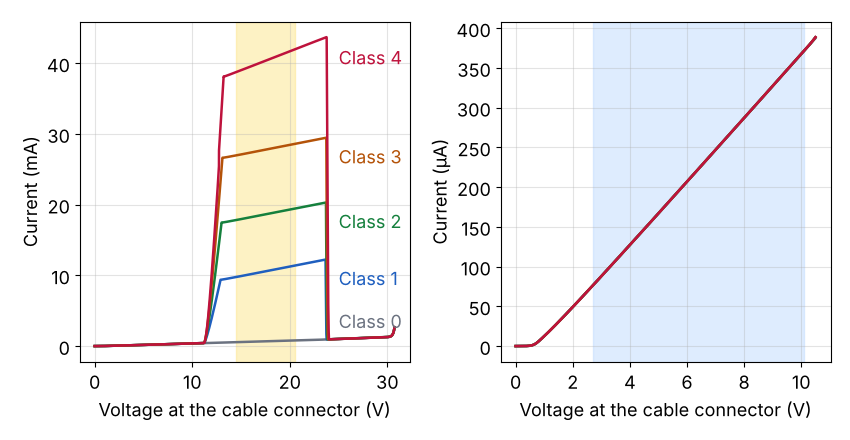 Current (mA)
40
30
20
10
0
Class 4
Class 3
Class 2
Class 1
Class 0
0 10 20 30
Voltage at the cable connector (V)
Current (µA)
400
350
300
250
200
150
100
50
0
0 2 4 6 8 10
Voltage at the cable connector (V)